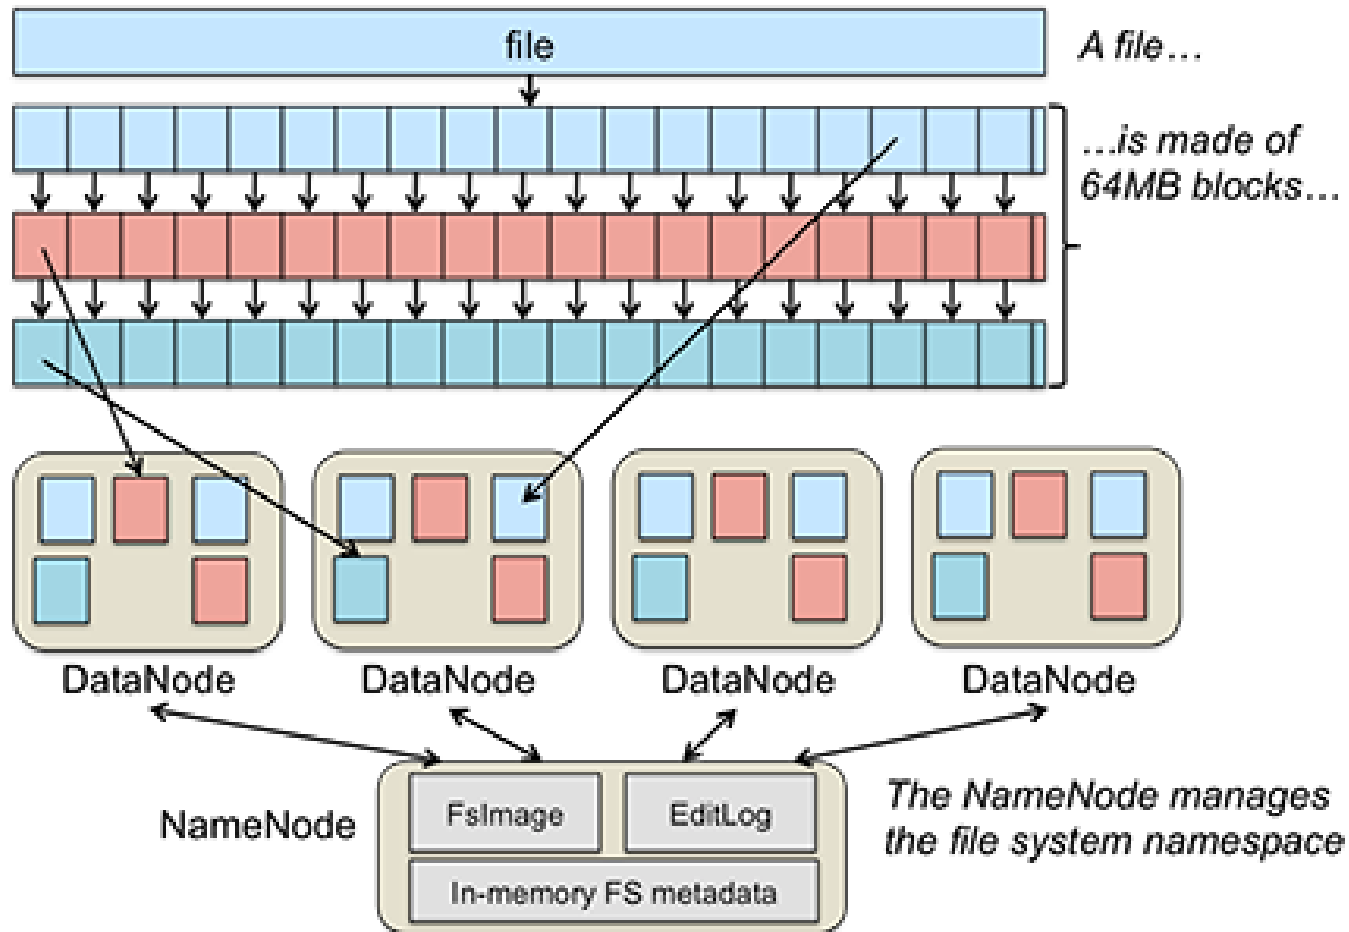 file
A file...
...is made of
64MB blocks...
DataNode
DataNode
DataNode
DataNode
NameNode
FsImage
EditLog
In-memory FS metadata
The NameNode manages
the file system namespace